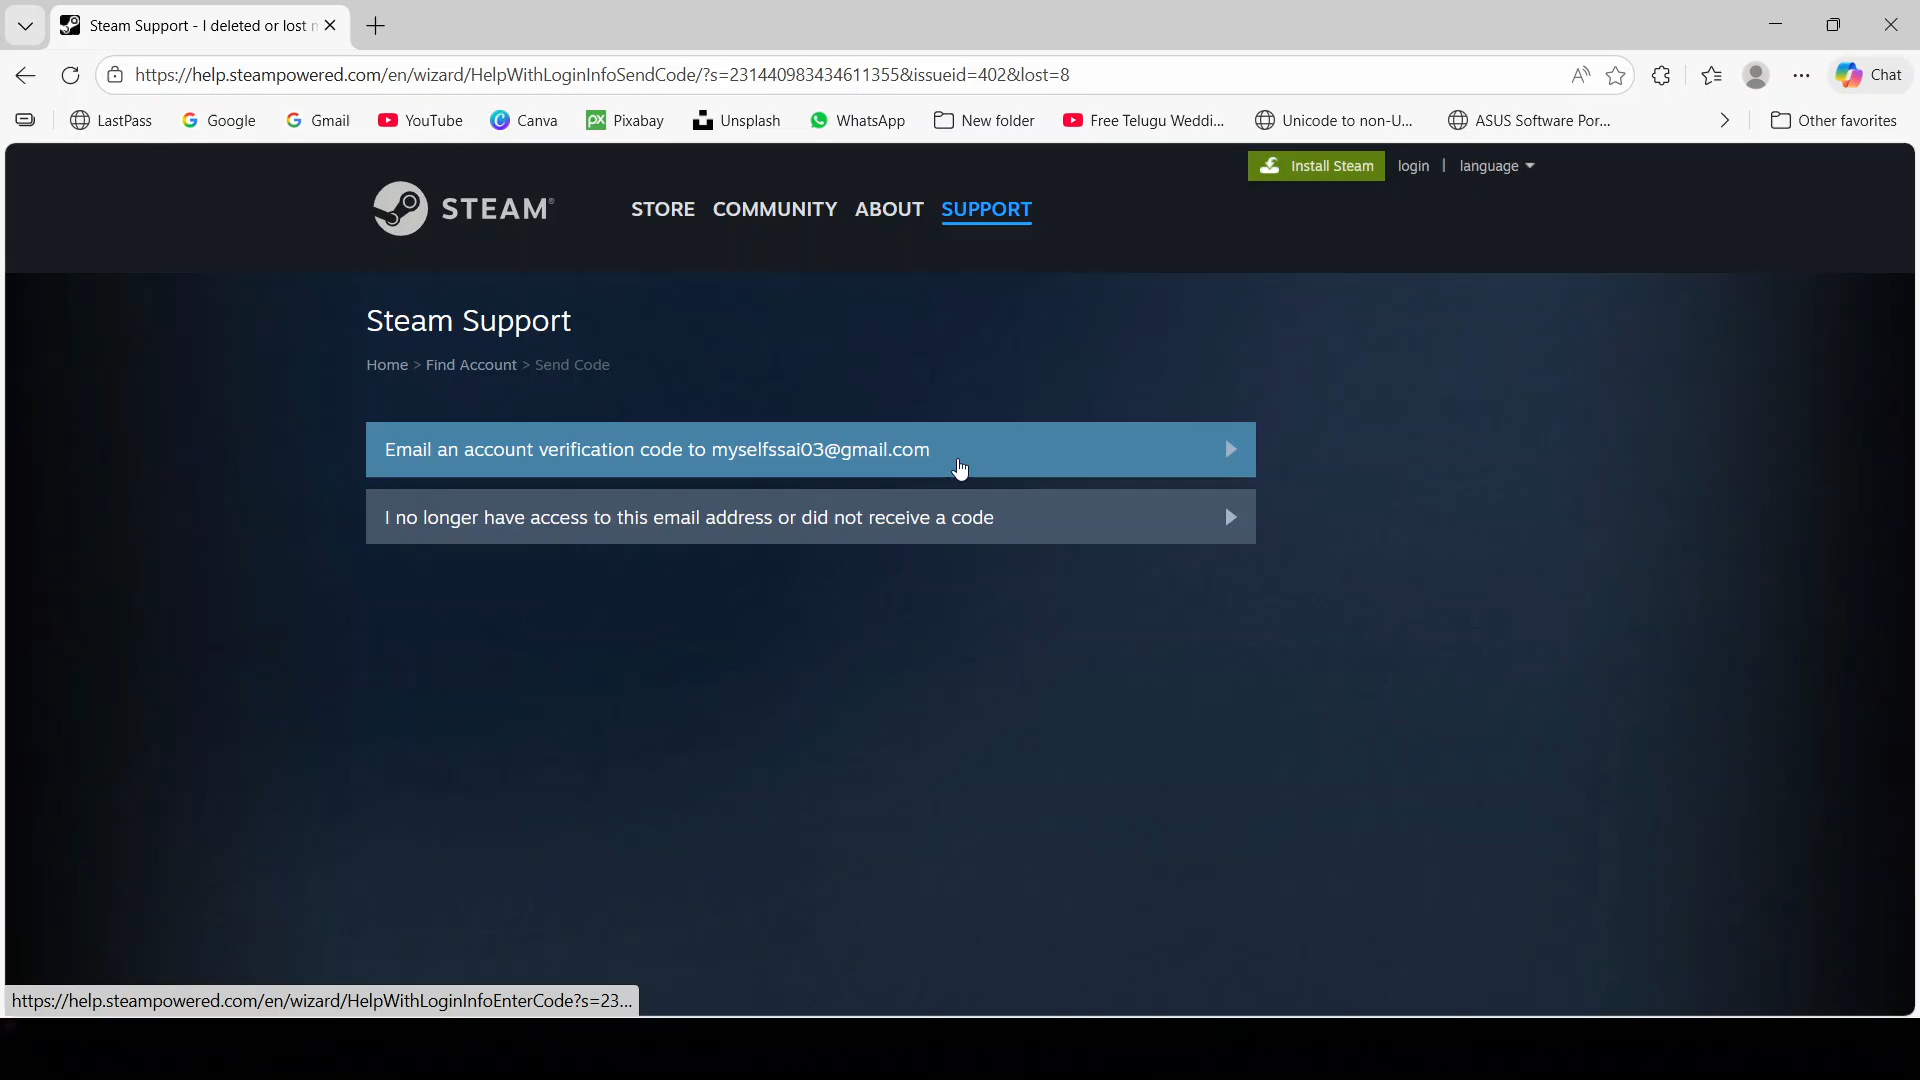 Steam Support - I deleted or lost
https://help.steampowered.com/en/wizard/HelpWithLoginInfoSendCode/?s=231440983434611355&issueid=402&lost=8
Chat
LastPass
Google
Gmail
YouTube
Canva
Pixabay
Unsplash
WhatsApp
New folder
Free Telugu Weddi...
Unicode to non-U...
ASUS Software Por...
Other favorites
Install Steam
login | language
STEAM®
STORE COMMUNITY ABOUT SUPPORT
Steam Support
Home > Find Account > Send Code
Email an account verification code to myselfssai03@gmail.com
I no longer have access to this email address or did not receive a code
https://help.steampowered.com/en/wizard/HelpWithLoginInfoEnterCode?s=23...